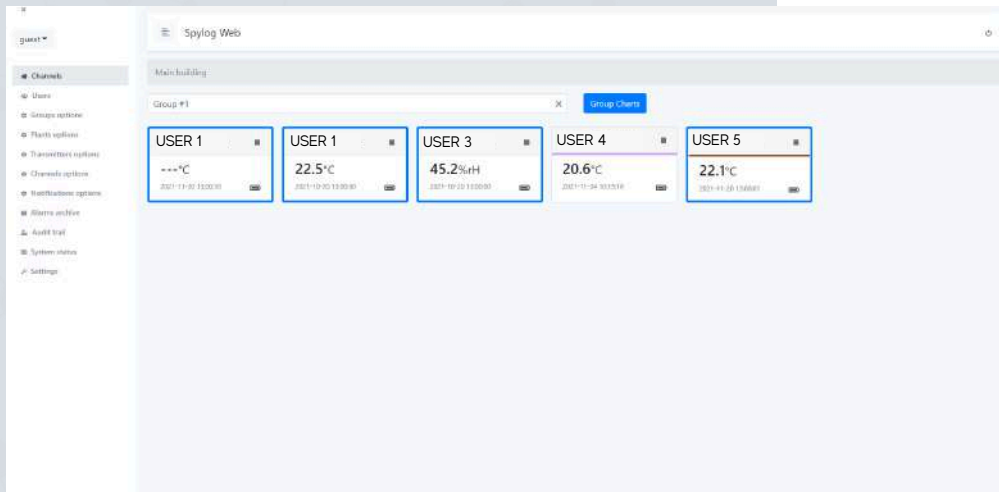 guest
Spylog Web
Channels
Users
Groups options
Plants options
Transmitters options
Channels options
Notifications options
Alarms archive
Audit trail
System status
Settings
Main building
Group #1
Group Charts
USER 1
---°C
USER 1
22.5°C
USER 3
45.2%rH
USER 4
20.6°C
USER 5
22.1°C